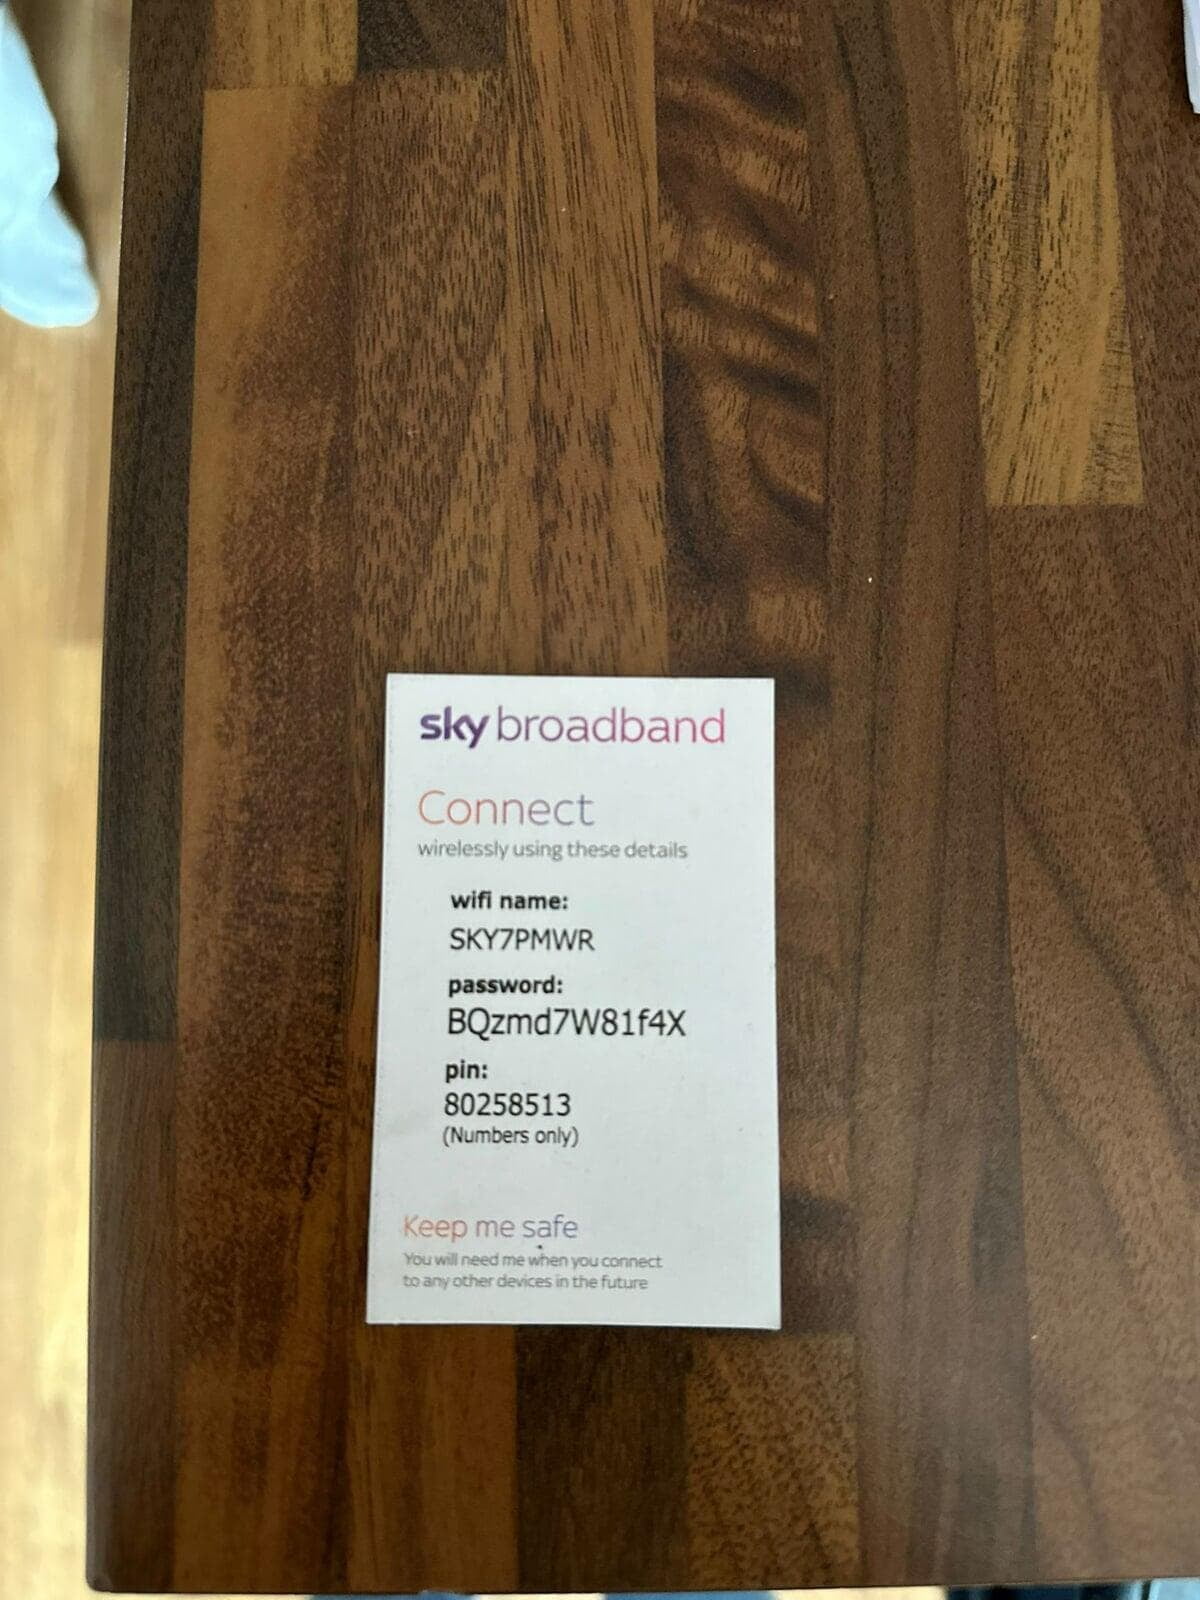 sky broadband
Connect
wirelessly using these details
wifi name:
SKY7PMWR
password:
BQzmd7W81f4X
pin:
80258513
(Numbers only)
Keep me safe
You will need me when you connect
to any other devices in the future